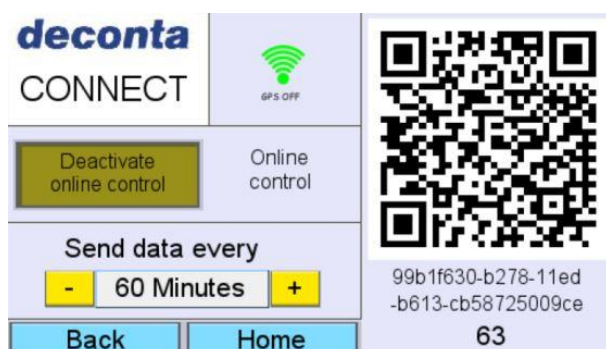 deconta
CONNECT
GPS OFF
Deactivate
online control
Online
control
Send data every
- 60 Minutes +
Back
Home
99b1f630-b278-11ed
-b613-cb58725009ce
63